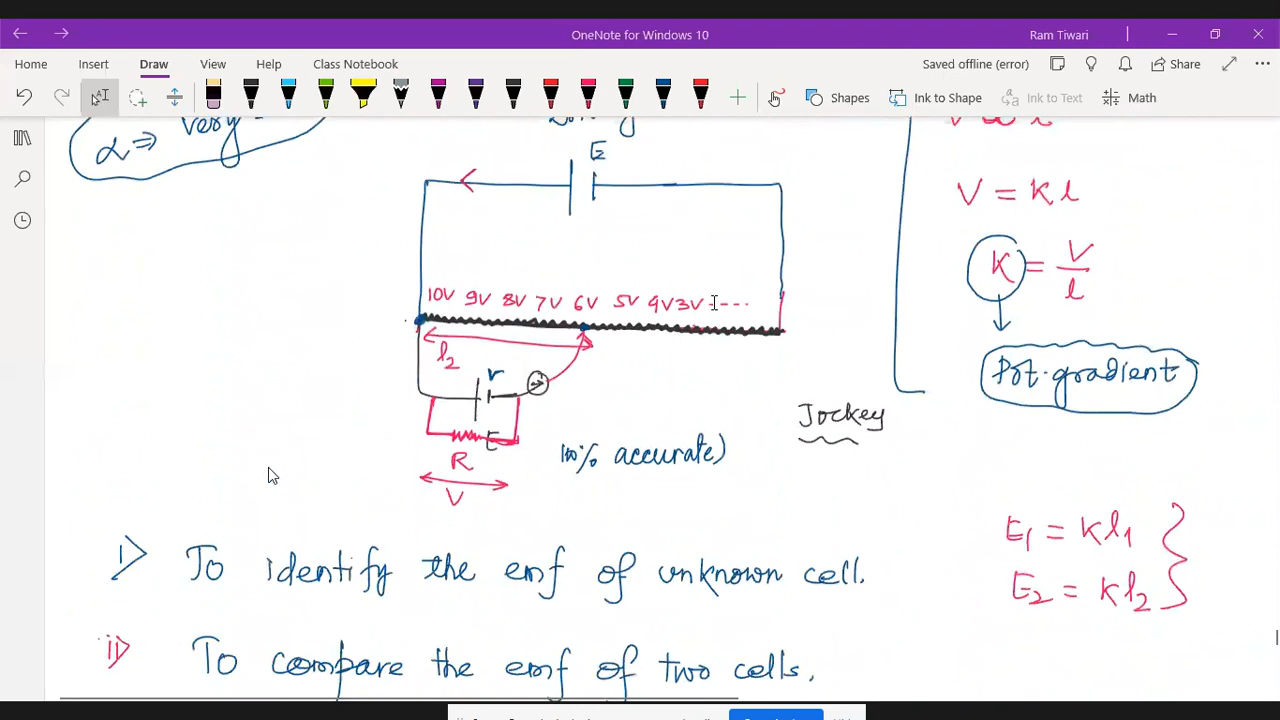 OneNote for Windows 10
Ram Tiwari
Home Insert Draw View Help Class Notebook
Saved offline (error)
Share
Shapes
Ink to Shape
Ink to Text
Math
α ⇒ very
E
V ∝ l
V = Kl
K = V/l
Pot. gradient
10V 9V 8V 7V 6V 5V 4V 3V ----
l2
r
E
R
V
Jockey
100% accurate)
E1 = Kl1
E2 = Kl2
i) To identify the emf of unknown cell.
ii) To compare the emf of two cells.